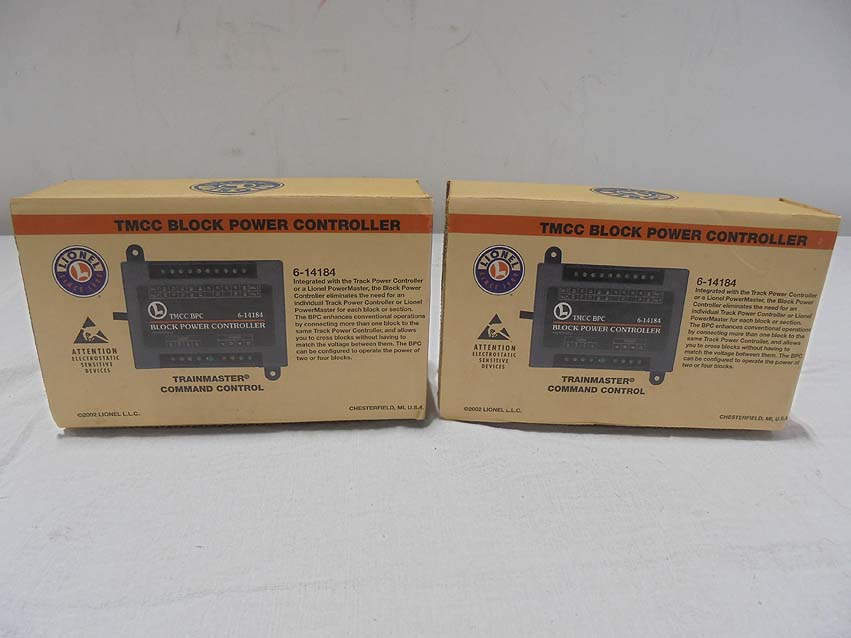 TMCC BLOCK POWER CONTROLLER
LIONEL
6-14184
Integrated with the Track Power Controller
or a Lionel PowerMaster, the Block Power
Controller eliminates the need for an
individual Track Power Controller or Lionel
PowerMaster for each block or section.
The BPC enhances conventional operations
by connecting more than one block to the
same Track Power Controller, and allows
you to cross blocks without having to
match the voltage between them. The BPC
can be configured to operate the power of
two or four blocks.
L TMCC BPC 6-14184
BLOCK POWER CONTROLLER
ATTENTION
ELECTROSTATIC
SENSITIVE
DEVICES
TRAINMASTER®
COMMAND CONTROL
©2002 LIONEL L.L.C.
CHESTERFIELD, MI, U.S.A.
TMCC BLOCK POWER CONTROLLER
LIONEL
SINCE 1900
6-14184
Integrated with the Track Power Controller
or a Lionel PowerMaster, the Block Power
Controller eliminates the need for an
individual Track Power Controller or Lionel
PowerMaster for each block or section.
The BPC enhances conventional operations
by connecting more than one block to the
same Track Power Controller, and allows
you to cross blocks without having to
match the voltage between them. The BPC
can be configured to operate the power of
two or four blocks.
L TMCC BPC 6-14184
BLOCK POWER CONTROLLER
ATTENTION
ELECTROSTATIC
SENSITIVE
DEVICES
TRAINMASTER®
COMMAND CONTROL
©2002 LIONEL L.L.C.
CHESTERFIELD, MI, U.S.A.